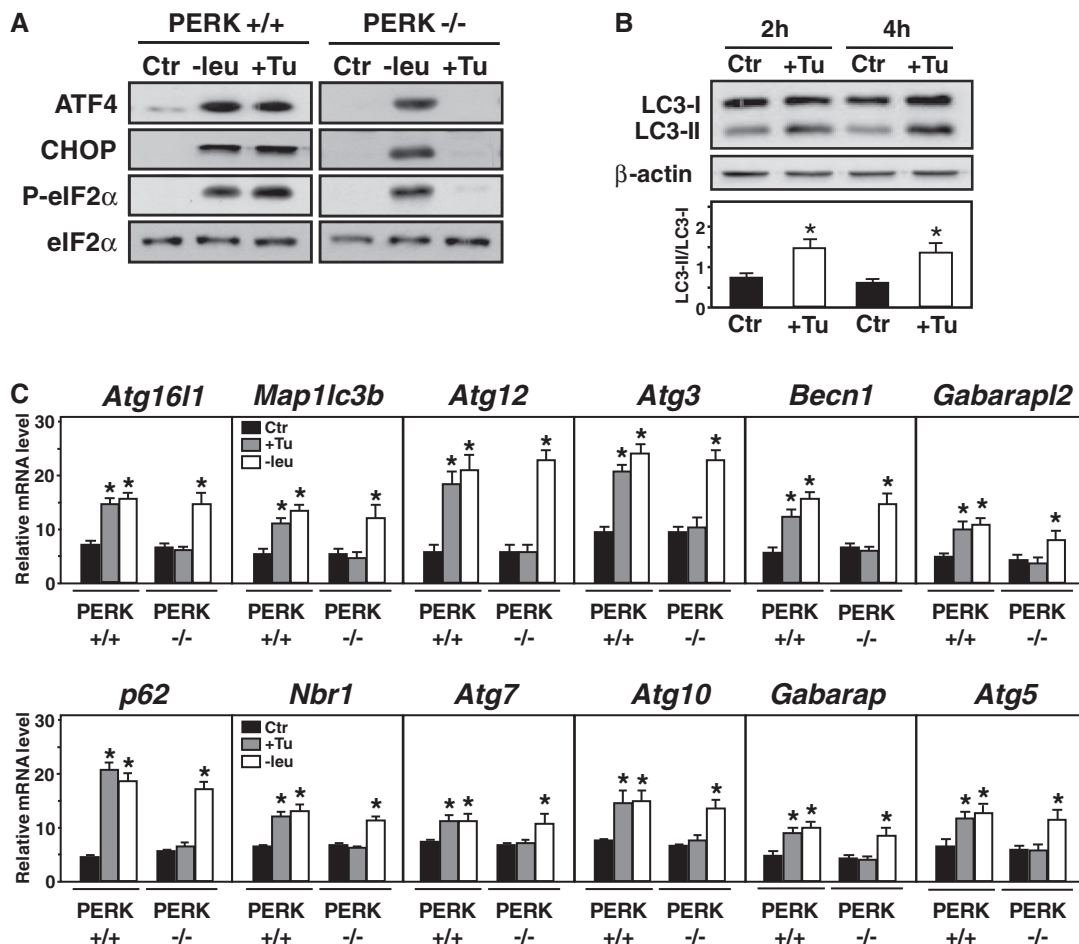 A
PERK +/+ PERK -/-
Ctr -leu +Tu Ctr -leu +Tu
ATF4
CHOP
P-eIF2α
eIF2α
B
2h 4h
Ctr +Tu Ctr +Tu
LC3-I
LC3-II
β-actin
LC3-II/LC3-I
2
1
0
* *
Ctr +Tu Ctr +Tu
C
Atg16l1 Map1lc3b Atg12 Atg3 Becn1 Gabarapl2
Relative mRNA level
30
20
10
0
Ctr
+Tu
-leu
* * * * * * * * * * * * * * * * * *
PERK PERK PERK PERK PERK PERK PERK PERK PERK PERK PERK PERK
+/+ -/- +/+ -/- +/+ -/- +/+ -/- +/+ -/- +/+ -/-
p62 Nbr1 Atg7 Atg10 Gabarap Atg5
Relative mRNA level
30
20
10
0
Ctr
+Tu
-leu
* * * * * * * * * * * * * * * * * *
PERK PERK PERK PERK PERK PERK PERK PERK PERK PERK PERK PERK
+/+ -/- +/+ -/- +/+ -/- +/+ -/- +/+ -/- +/+ -/-